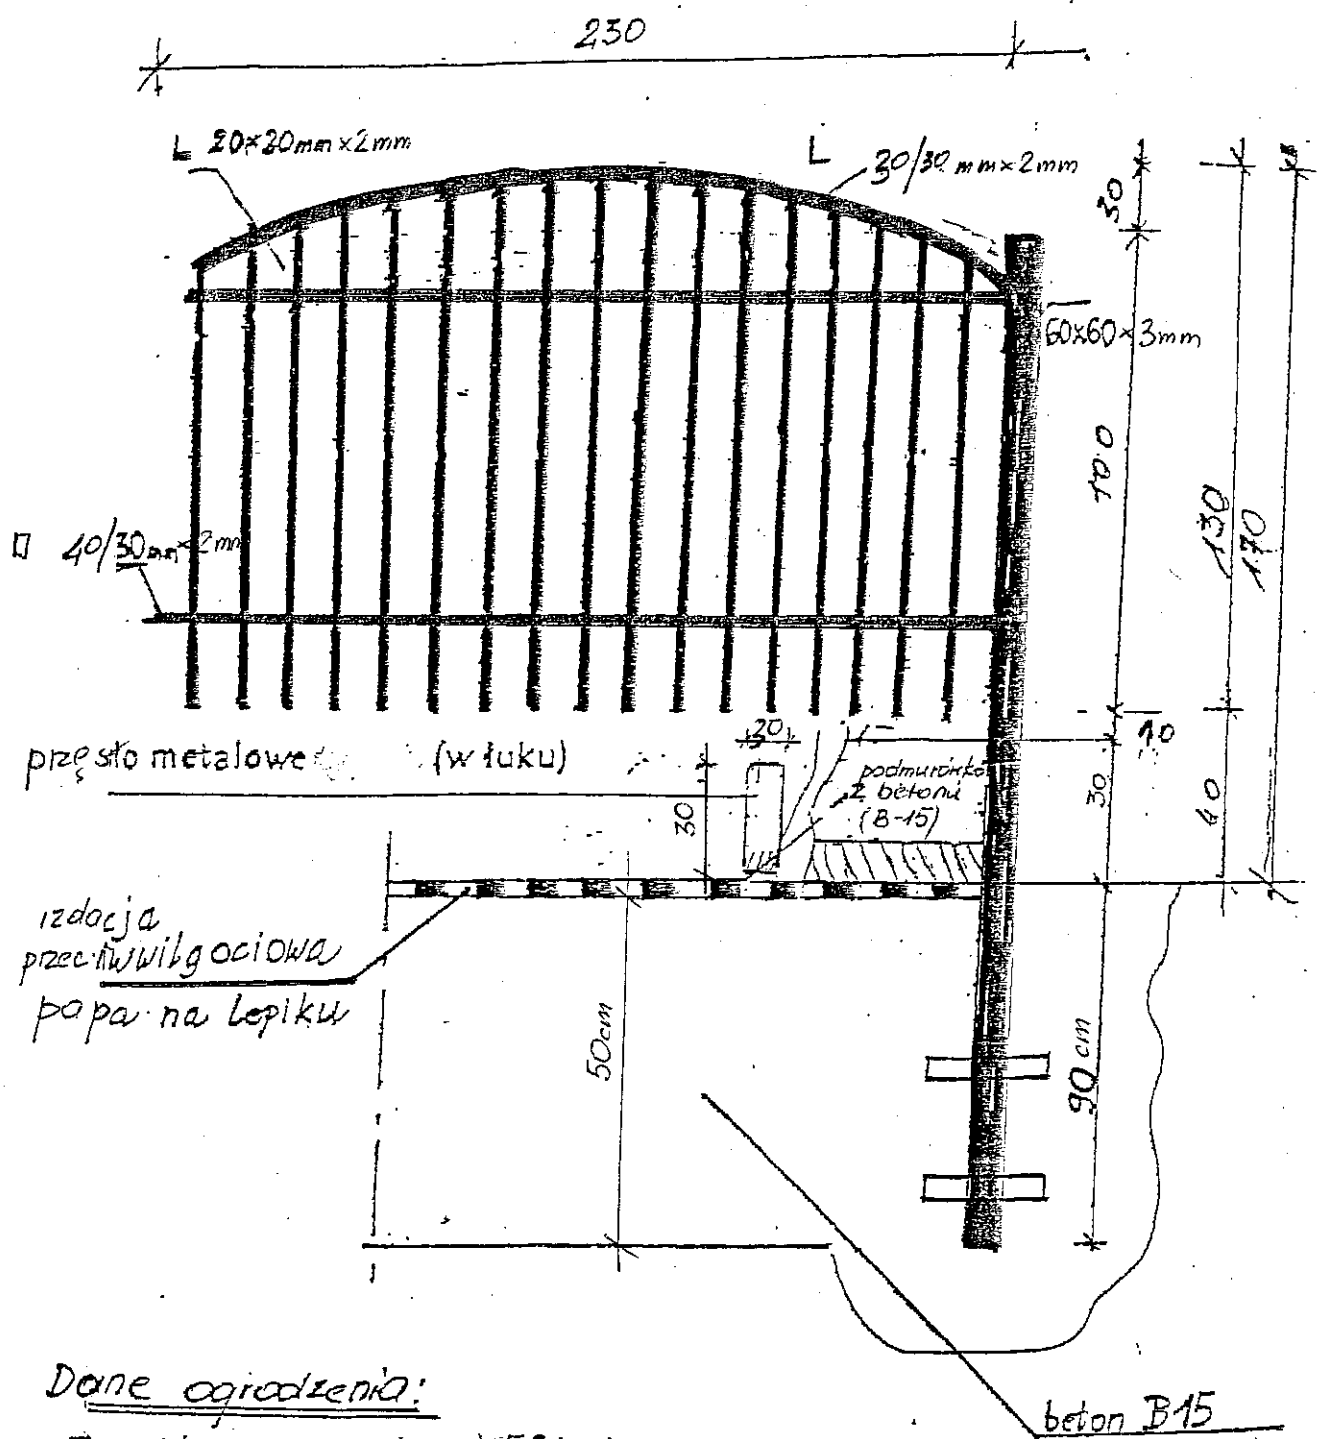 230
L 20×20mm×2mm
L 30/30 mm×2mm
30
60x60×3mm
100
130
170
40/30mm×2mm
przęsło metalowe (w łuku)
20
10
podmurówka
z betonu
(B-15)
30
30
40
izolacja
przeciwwilgociowa
papa na lepiku
50cm
90 cm
Dane ogrodzenia:
beton B15